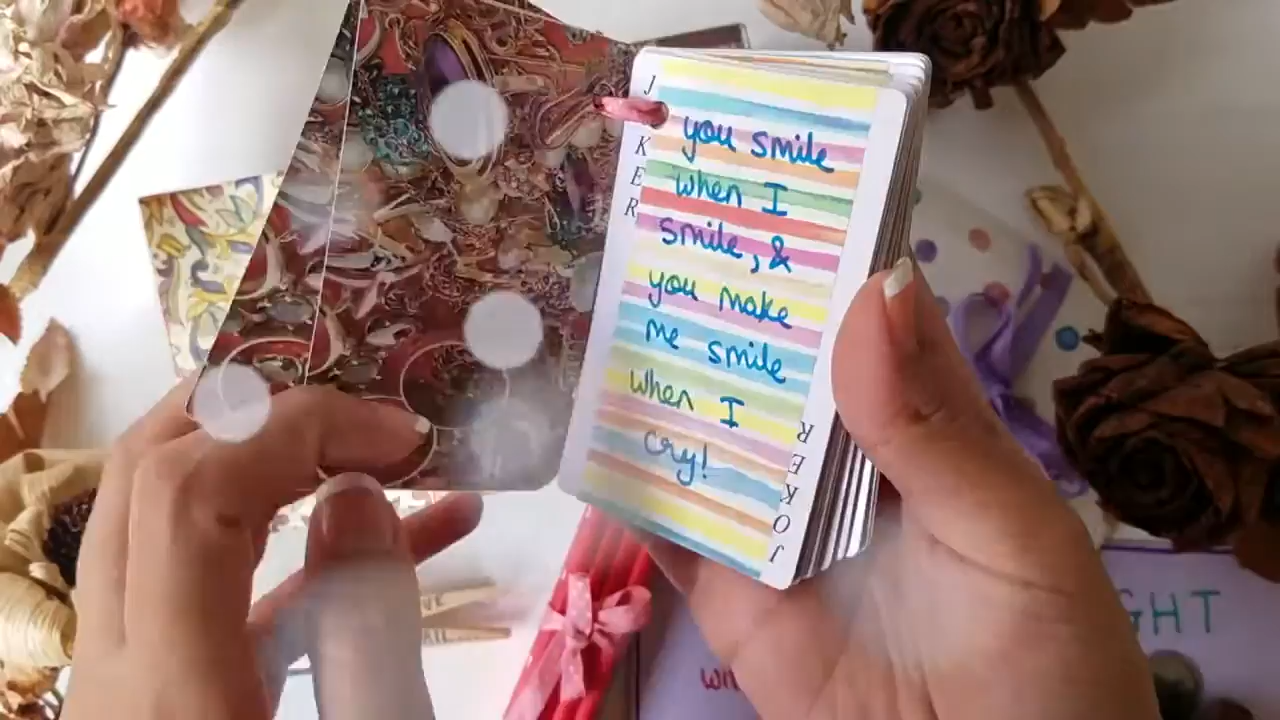 JOKER
you smile
when I
smile, &
you make
me smile
when I
cry!
JOKER
GHT